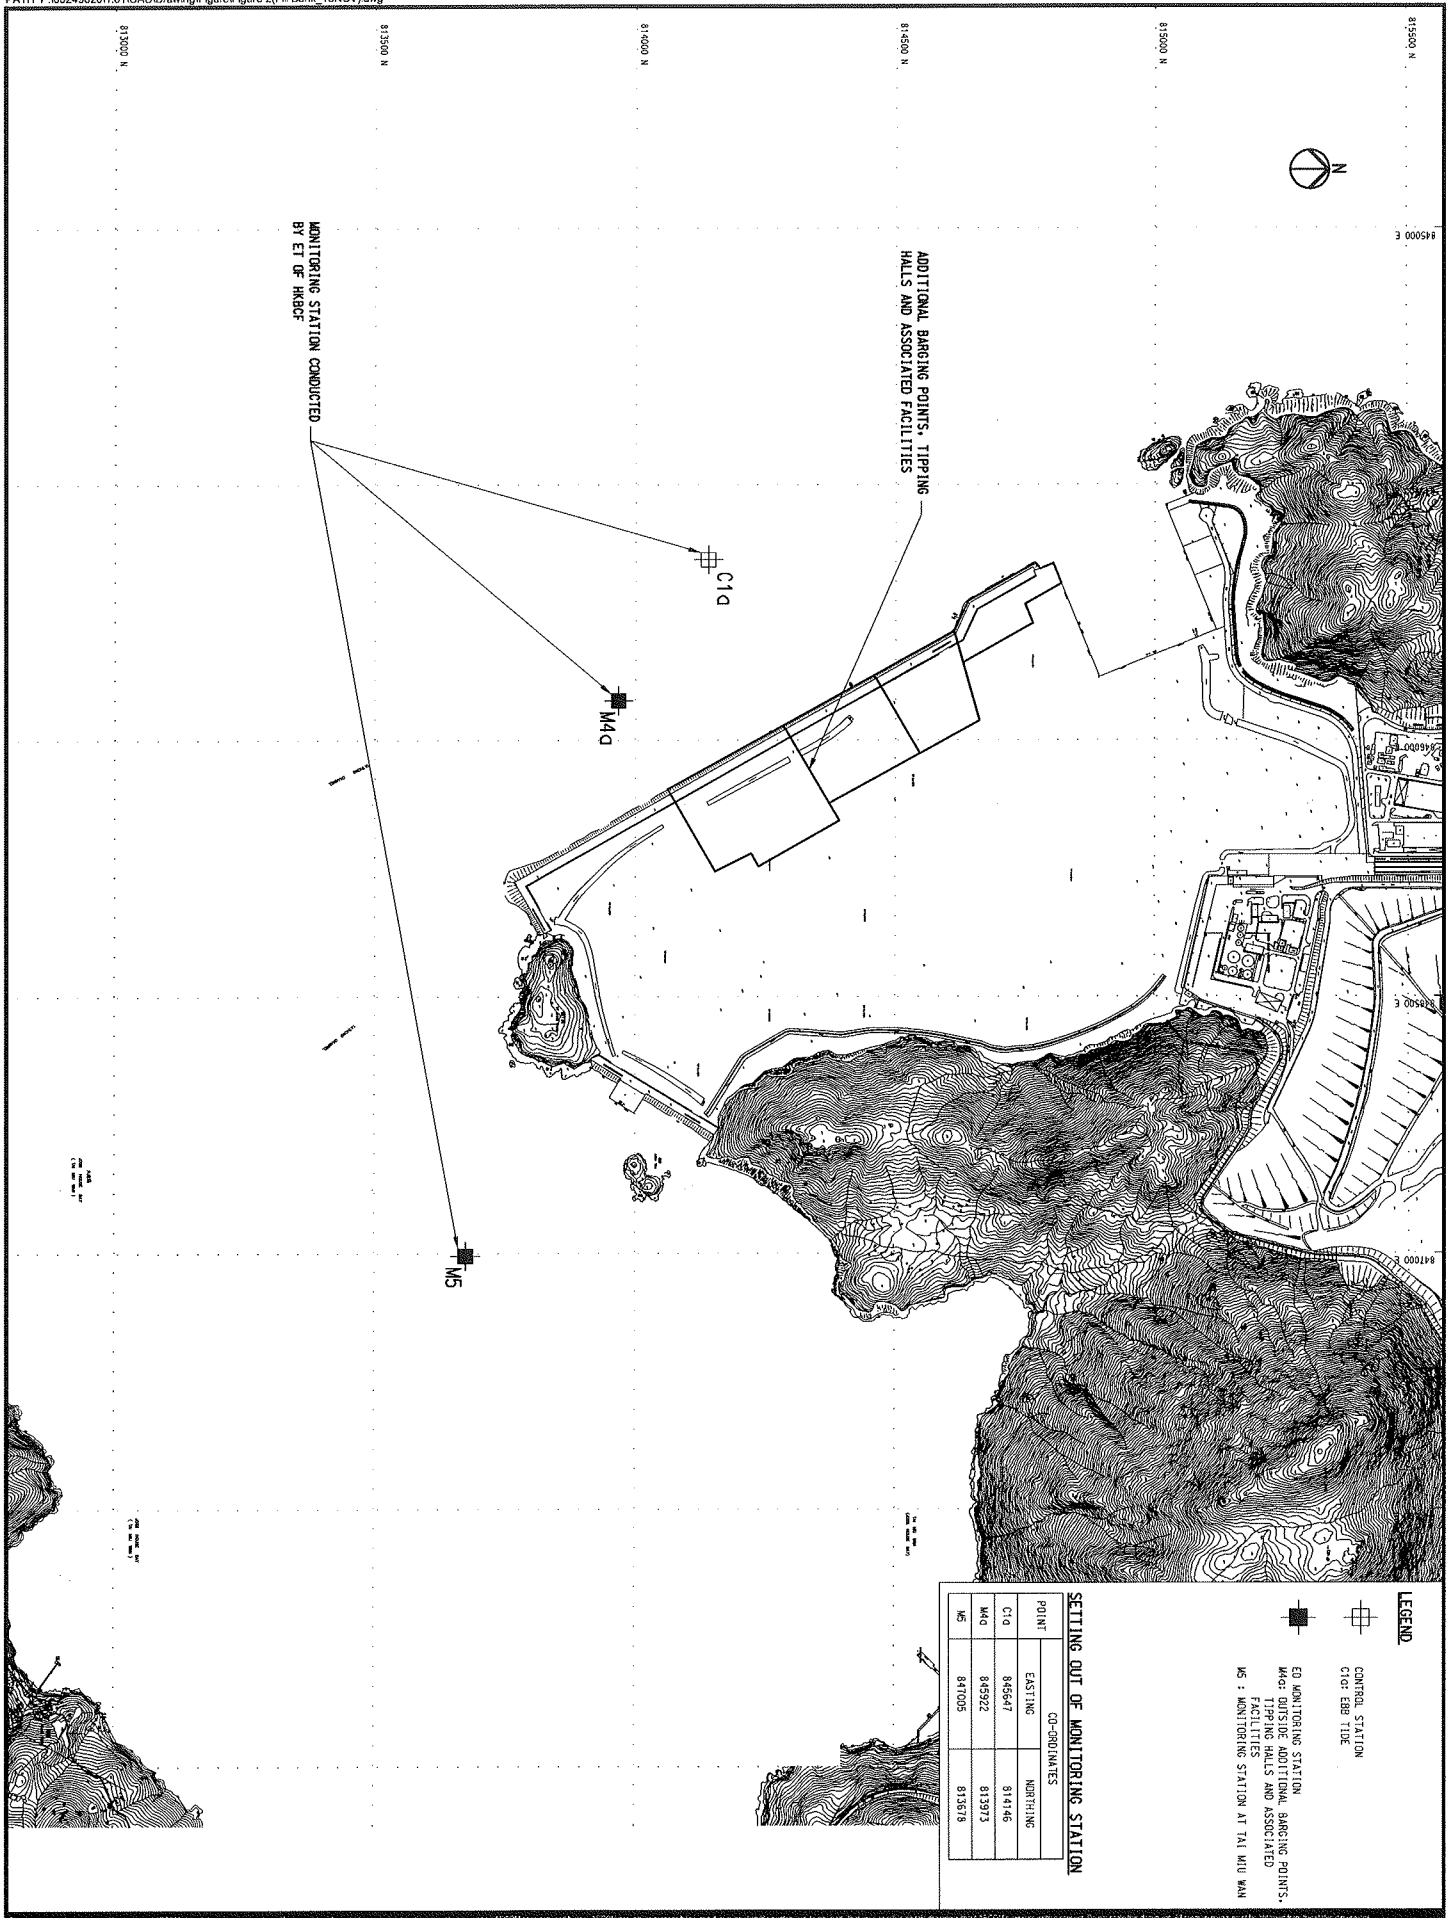 813000 N
813500 N
814000 N
814500 N
815000 N
815500 N
N
845000 E
846000 E
846500 E
847000 E
ADDITIONAL BARGING POINTS, TIPPING
HALLS AND ASSOCIATED FACILITIES
MONITORING STATION CONDUCTED
BY ET OF HKBCF
C1a
M4a
M5
LEGEND
CONTROL STATION
C1a: EBB TIDE
ED MONITORING STATION
M4a: OUTSIDE ADDITIONAL BARGING POINTS,
TIPPING HALLS AND ASSOCIATED
FACILITIES
M5 : MONITORING STATION AT TAI MIU WAN
SETTING OUT OF MONITORING STATION
POINT
CO-ORDINATES
EASTING
NORTHING
C1a 845647 814146
M4a 845922 813973
M5 847005 813678